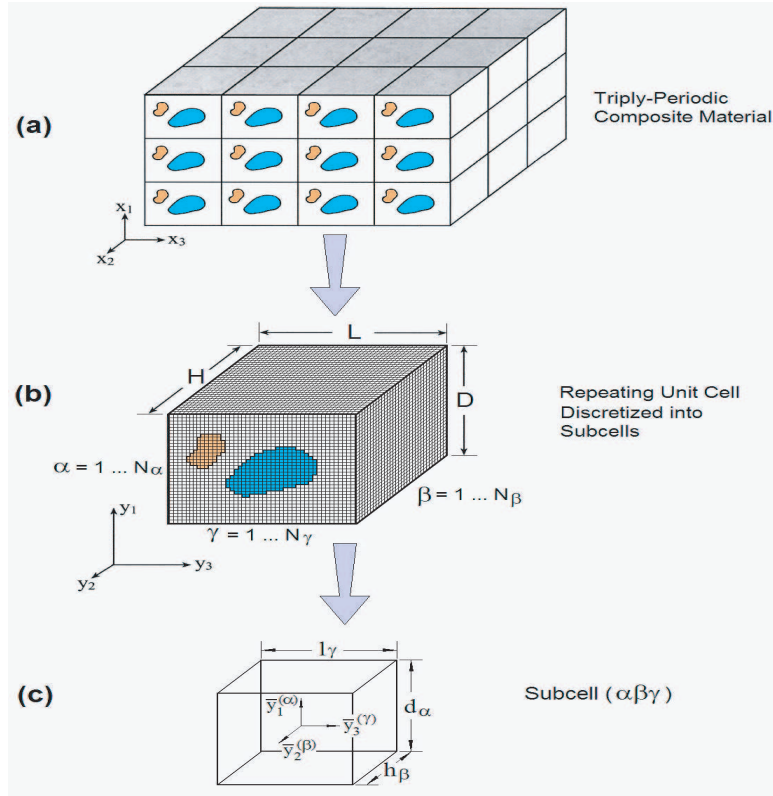 (a)
Triply-Periodic
Composite Material
x₁
x₂
x₃
(b)
L
H
D
Repeating Unit Cell
Discretized into
Subcells
α = 1 ... Nα
β = 1 ... Nβ
γ = 1 ... Nγ
y₁
y₂
y₃
(c)
lγ
dα
hβ
ȳ₁⁽ᵅ⁾
ȳ₃⁽ᵞ⁾
ȳ₂⁽ᵝ⁾
Subcell (αβγ)